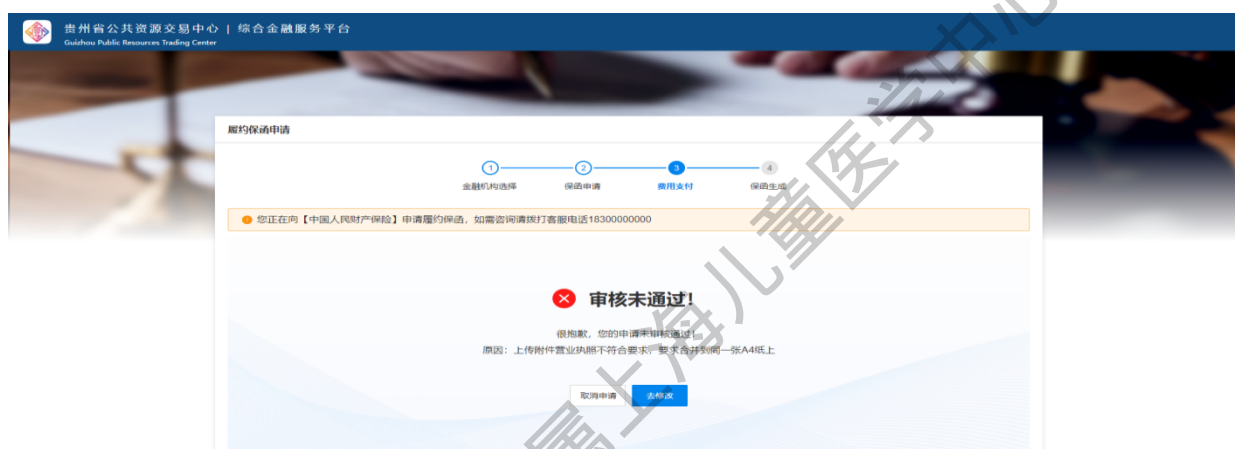 贵州省公共资源交易中心 | 综合金融服务平台
Guizhou Public Resources Trading Center
履约保函申请
1 2 3 4
金融机构选择 保函申请 费用支付 保函生成
您正在向【中国人民财产保险】申请履约保函，如需咨询请拨打客服电话18300000000
审核未通过！
很抱歉，您的申请未审核通过！
原因：上传附件营业执照不符合要求，要求合并到同一张A4纸上
取消申请 去修改
属上海儿童医学中心